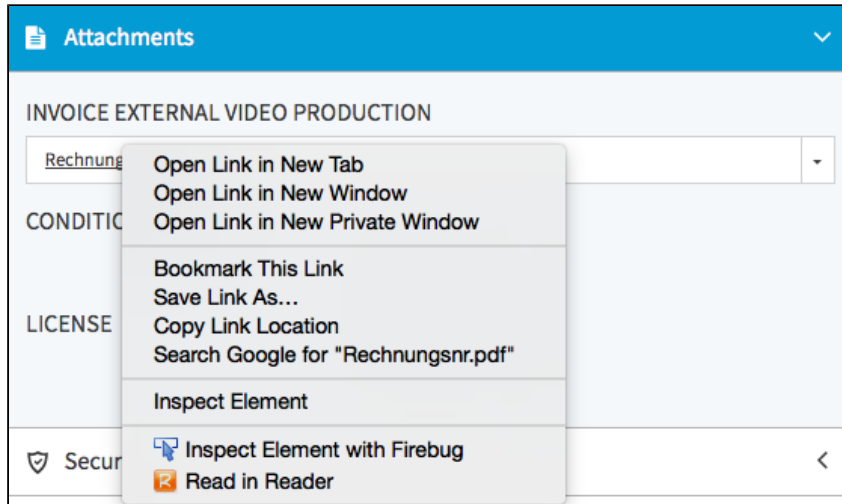 Attachments
INVOICE EXTERNAL VIDEO PRODUCTION
Rechnung
Open Link in New Tab
Open Link in New Window
Open Link in New Private Window
CONDITIO
Bookmark This Link
Save Link As...
LICENSE
Copy Link Location
Search Google for "Rechnungsnr.pdf"
Inspect Element
Inspect Element with Firebug
Secur
Read in Reader